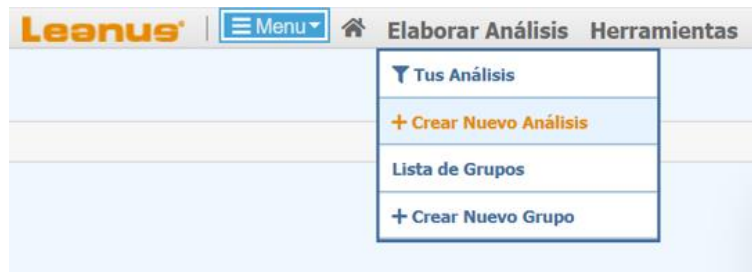 Leanus Menu Elaborar Análisis Herramientas
Tus Análisis
+ Crear Nuevo Análisis
Lista de Grupos
+ Crear Nuevo Grupo